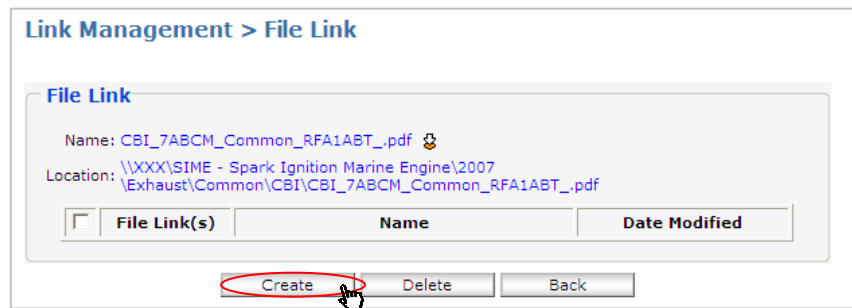 Link Management > File Link
File Link
Name: CBI_7ABCM_Common_RFA1ABT_.pdf
Location: \\XXX\SIME - Spark Ignition Marine Engine\2007
\Exhaust\Common\CBI\CBI_7ABCM_Common_RFA1ABT_.pdf
File Link(s) Name Date Modified
Create Delete Back